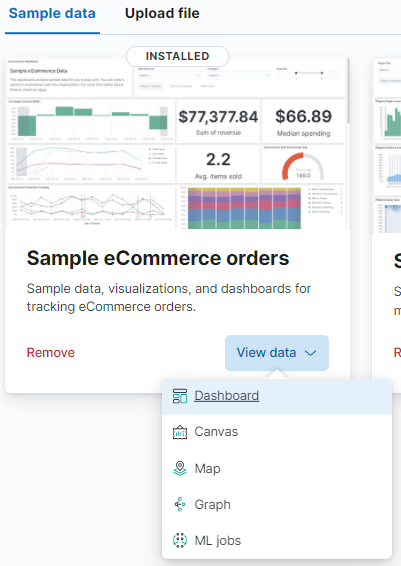 Sample data Upload file
INSTALLED
Sample eCommerce Data
$77,377.84
Sum of revenue
$66.89
Median spending
2.2
Avg. items sold
148.0
Sample eCommerce orders
Sample data, visualizations, and dashboards for
tracking eCommerce orders.
Remove
View data
Dashboard
Canvas
Map
Graph
ML jobs